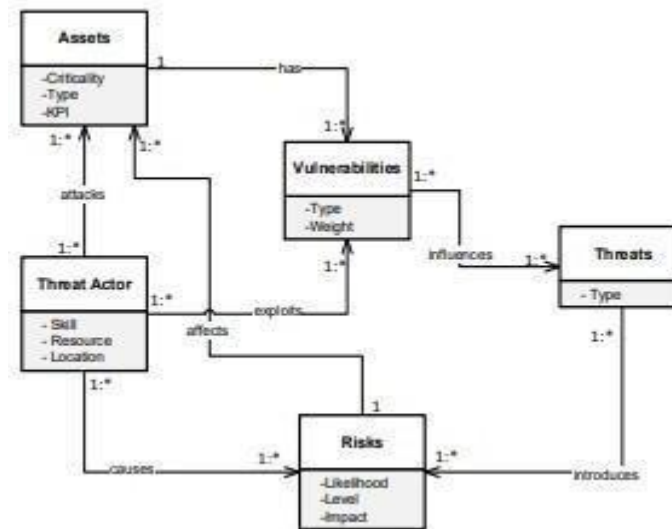 Assets
-Criticality
-Type
-KPI
1
has
1:*
1:*
1:*
attacks
1:*
Vulnerabilities
-Type
-Weight
1:*
influences
1:*
1:*
Threats
- Type
1:*
Threat Actor
- Skill
- Resource
- Location
1:*
exploits
affects
1:*
1
causes
1:*
Risks
-Likelihood
-Level
-Impact
1:*
introduces